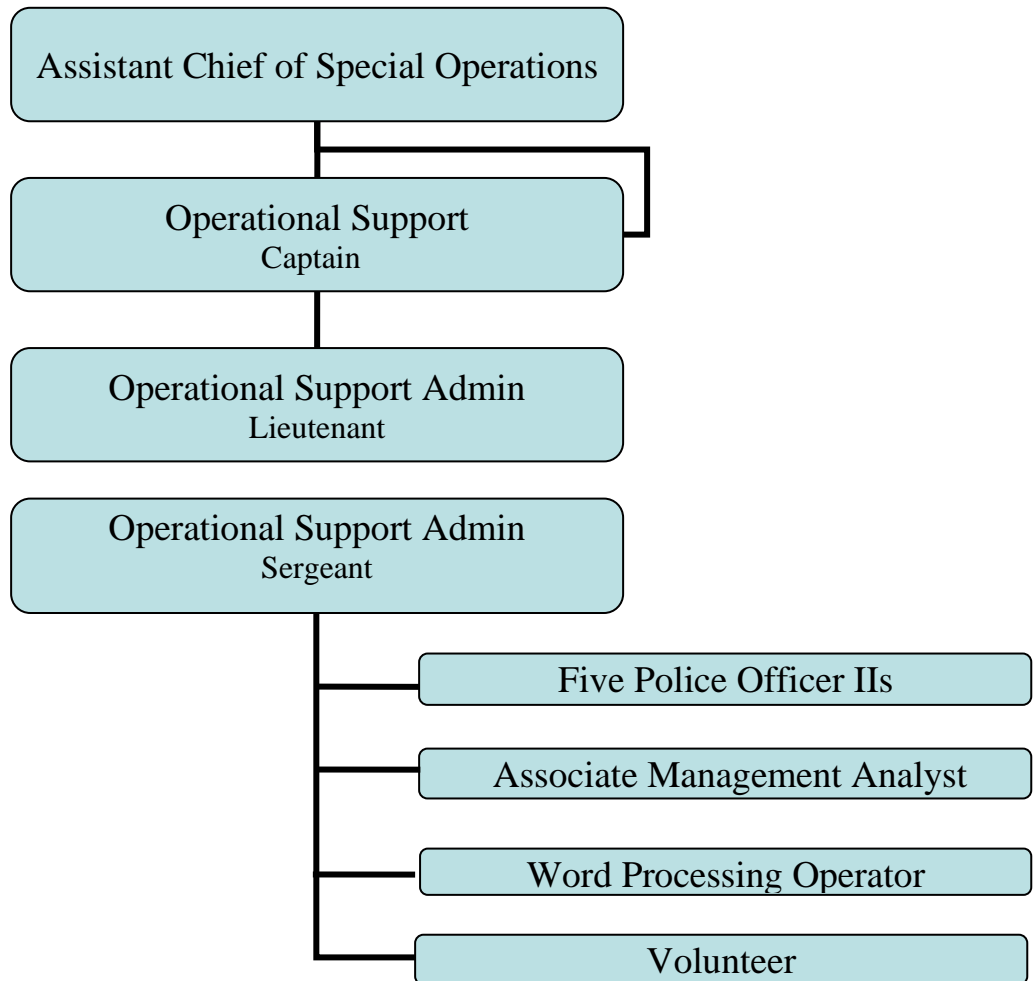 Assistant Chief of Special Operations
Operational Support
Captain
Operational Support Admin
Lieutenant
Operational Support Admin
Sergeant
Five Police Officer IIs
Associate Management Analyst
Word Processing Operator
Volunteer